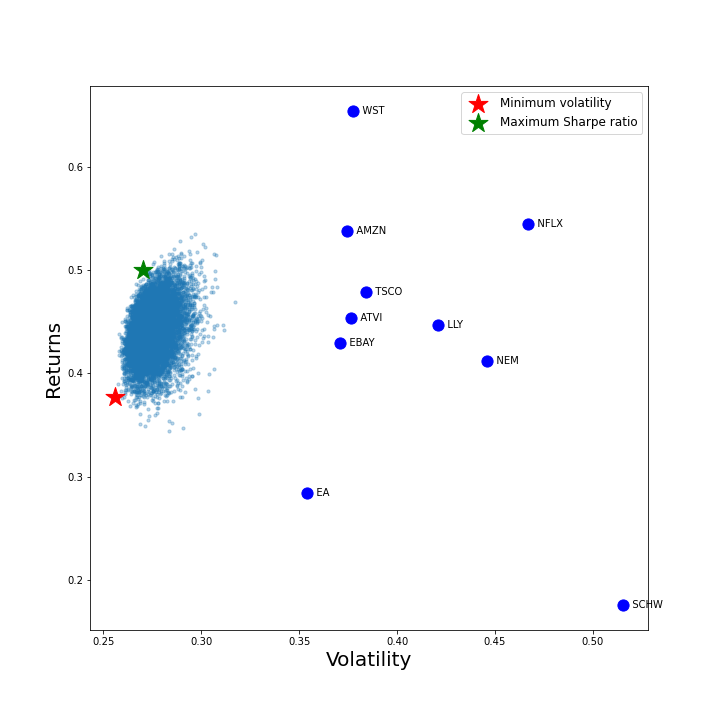 Minimum volatility
Maximum Sharpe ratio
WST
0.6
NFLX
AMZN
0.5
TSCO
ATVI
LLY
EBAY
NEM
0.4
Returns
0.3
EA
0.2
SCHW
0.25 0.30 0.35 0.40 0.45 0.50
Volatility